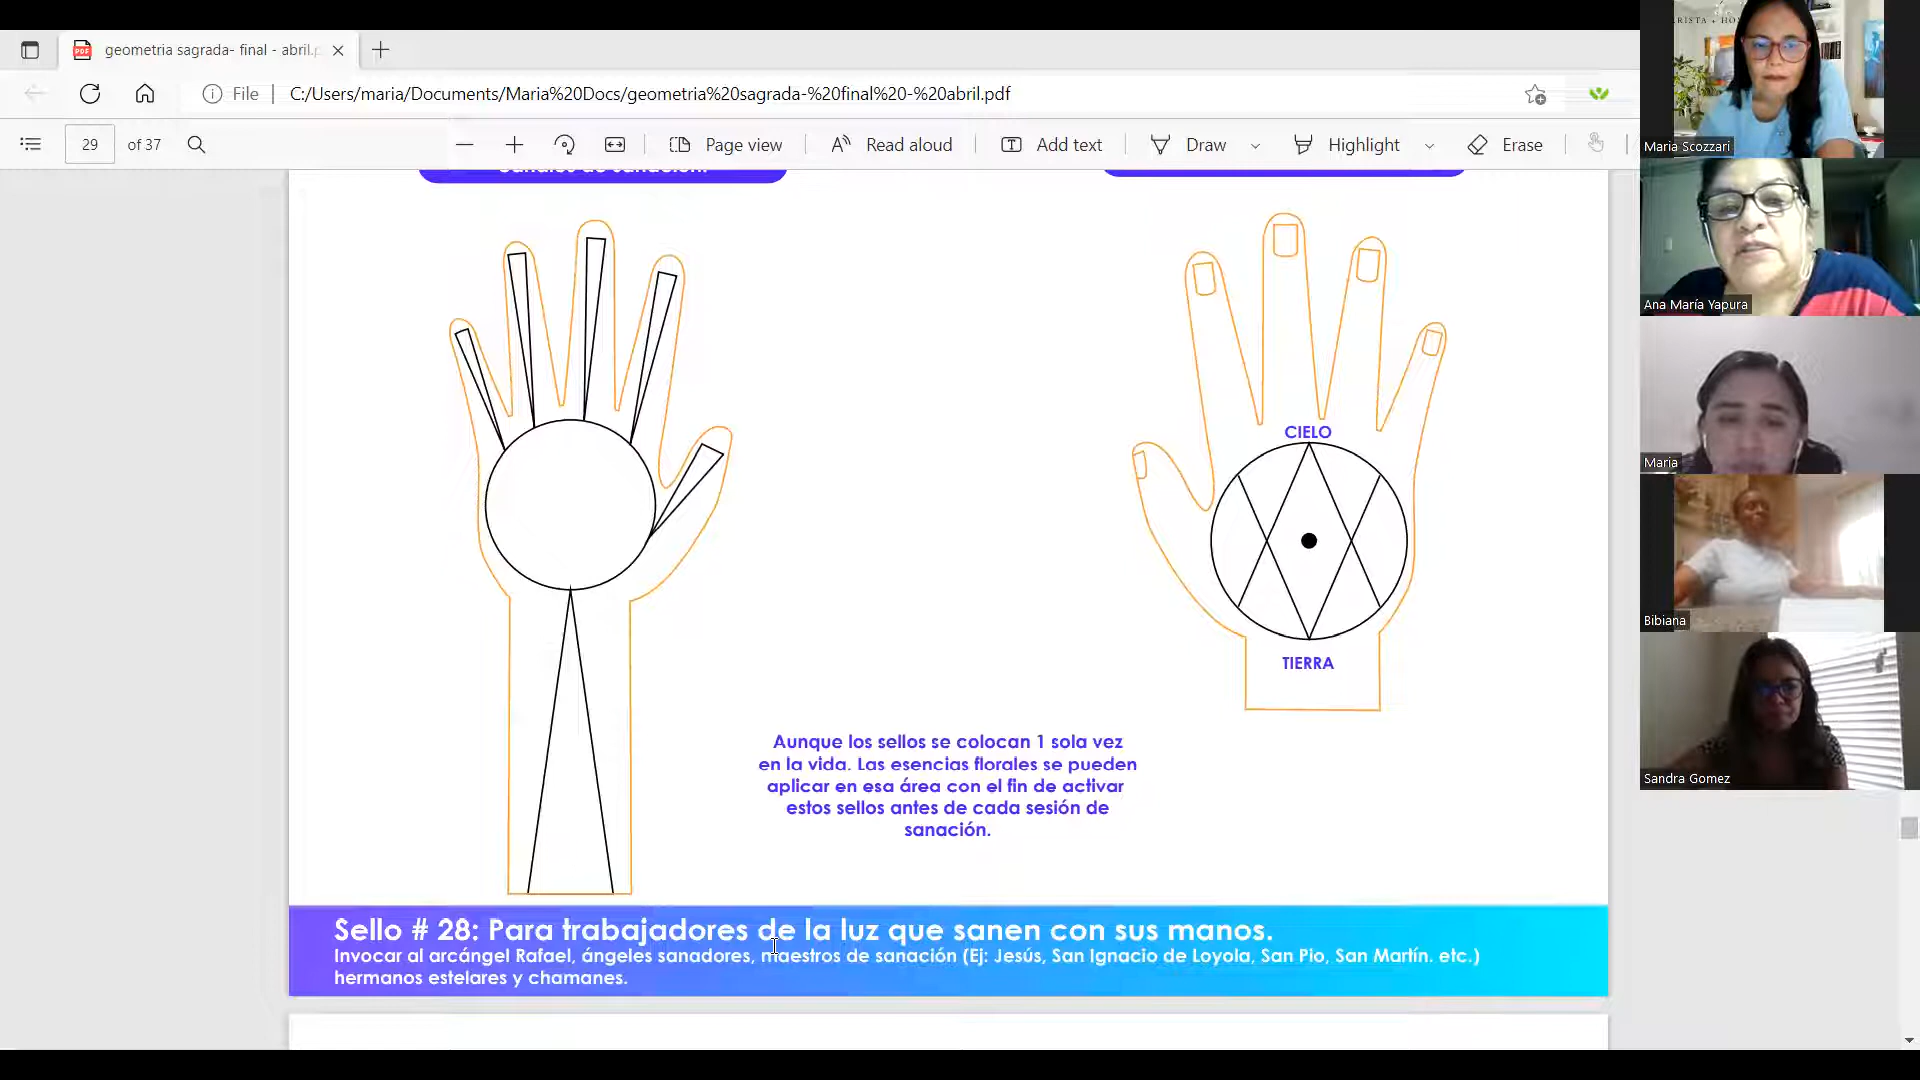 geometria sagrada- final - abril.p
File
C:/Users/maria/Documents/Maria%20Docs/geometria%20sagrada-%20final%20-%20abril.pdf
29 of 37
Page view
Read aloud
Add text
Draw
Highlight
Erase
CIELO
TIERRA
Aunque los sellos se colocan 1 sola vez
en la vida. Las esencias florales se pueden
aplicar en esa área con el fin de activar
estos sellos antes de cada sesión de
sanación.
Sello # 28: Para trabajadores de la luz que sanen con sus manos.
Invocar al arcángel Rafael, ángeles sanadores, maestros de sanación (Ej: Jesús, San Ignacio de Loyola, San Pio, San Martín. etc.)
hermanos estelares y chamanes.
Maria Scozzari
Ana María Yapura
Maria
Bibiana
Sandra Gomez